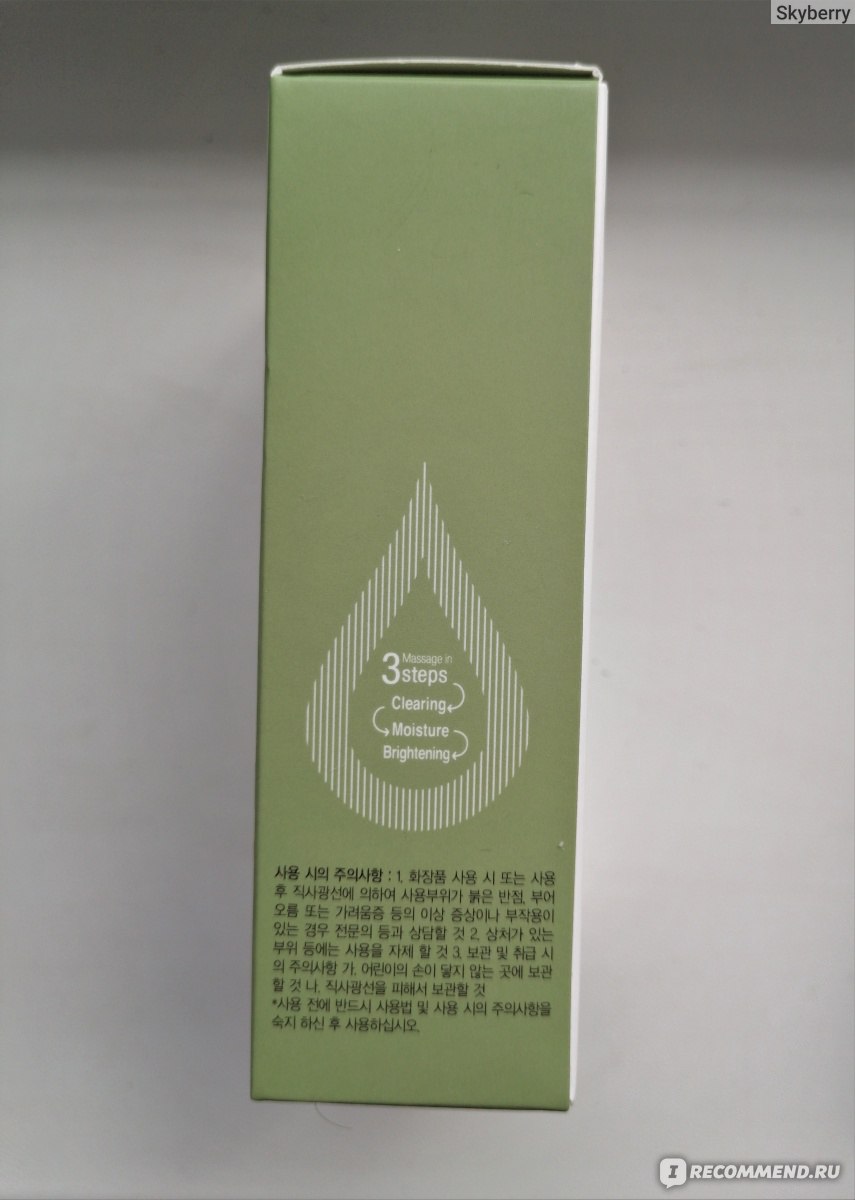 Skyberry
3 Massage in
steps
Clearing
Moisture
Brightening
사용 시의 주의사항 : 1. 화장품 사용 시 또는 사용
후 직사광선에 의하여 사용부위가 붉은 반점, 부어
오름 또는 가려움증 등의 이상 증상이나 부작용이
있는 경우 전문의 등과 상담할 것 2. 상처가 있는
부위 등에는 사용을 자제 할 것 3. 보관 및 취급 시
의 주의사항 가. 어린이의 손이 닿지 않는 곳에 보관
할 것 나. 직사광선을 피해서 보관할 것
*사용 전에 반드시 사용법 및 사용 시의 주의사항을
숙지 하신 후 사용하십시오.
IRECOMMEND.RU